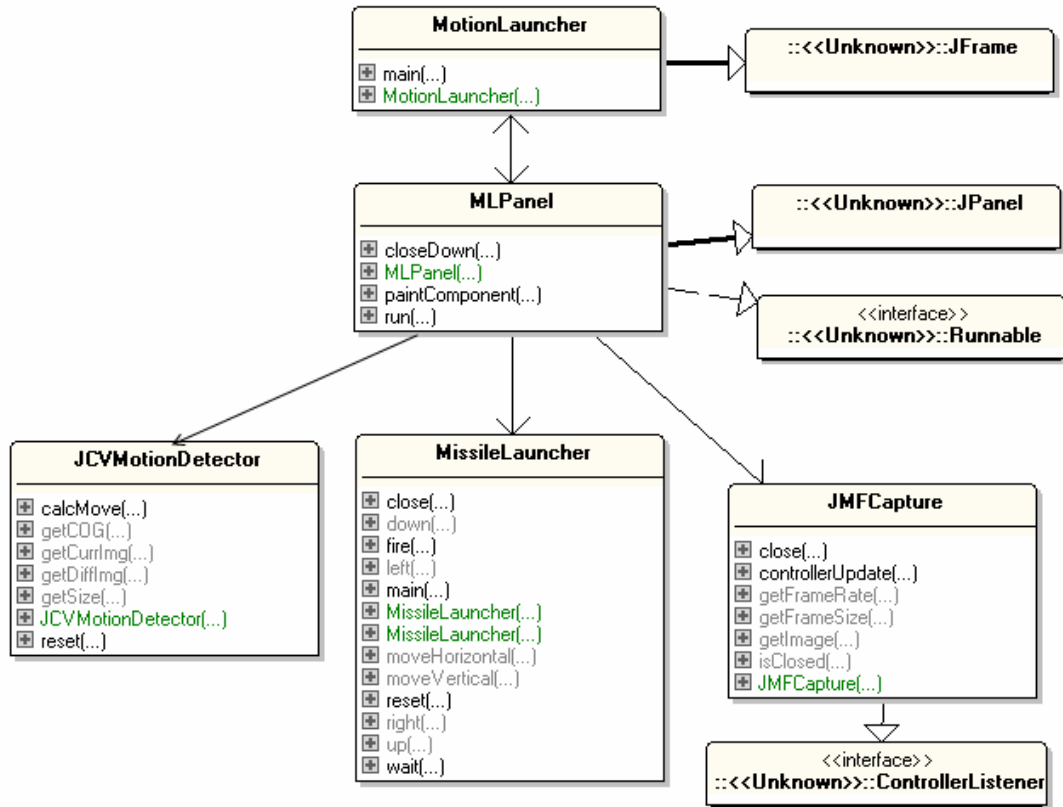 MotionLauncher
main(...)
MotionLauncher(...)
::<<Unknown>>::JFrame
MLPanel
closeDown(...)
MLPanel(...)
paintComponent(...)
run(...)
::<<Unknown>>::JPanel
<<interface>>
::<<Unknown>>::Runnable
JCVMotionDetector
calcMove(...)
getCOG(...)
getCurrImg(...)
getDiffImg(...)
getSize(...)
JCVMotionDetector(...)
reset(...)
MissileLauncher
close(...)
down(...)
fire(...)
left(...)
main(...)
MissileLauncher(...)
MissileLauncher(...)
moveHorizontal(...)
moveVertical(...)
reset(...)
right(...)
up(...)
wait(...)
JMFCapture
close(...)
controllerUpdate(...)
getFrameRate(...)
getFrameSize(...)
getImage(...)
isClosed(...)
JMFCapture(...)
<<interface>>
::<<Unknown>>::ControllerListener